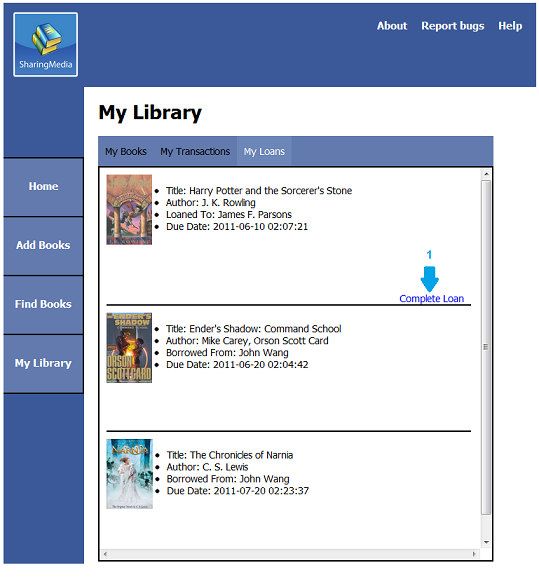 About Report bugs Help
SharingMedia
My Library
My Books My Transactions My Loans
Home
Add Books
Find Books
My Library
Title: Harry Potter and the Sorcerer's Stone
Author: J. K. Rowling
Loaned To: James F. Parsons
Due Date: 2011-06-10 02:07:21
1
Complete Loan
ENDER'S
SHADOW
ORSON
SCOTT CARD
Title: Ender's Shadow: Command School
Author: Mike Carey, Orson Scott Card
Borrowed From: John Wang
Due Date: 2011-06-20 02:04:42
NARNIA
Title: The Chronicles of Narnia
Author: C. S. Lewis
Borrowed From: John Wang
Due Date: 2011-07-20 02:23:37